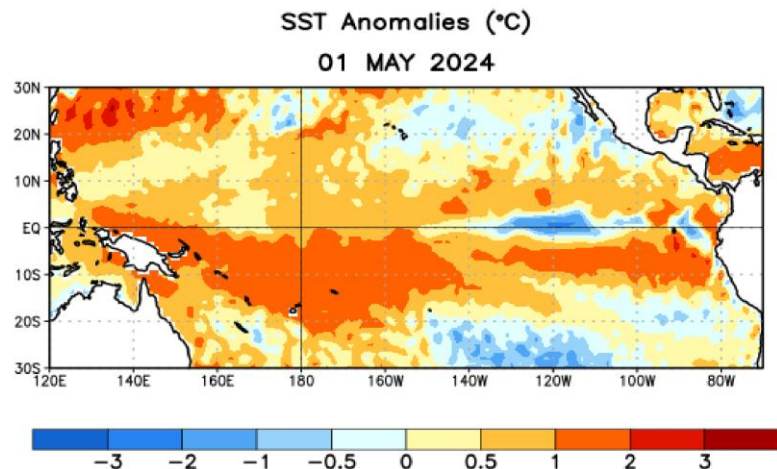 SST Anomalies (°C)
01 MAY 2024
30N
20N
10N
EQ
10S
20S
30S
120E 140E 160E 180 160W 140W 120W 100W 80W
-3 -2 -1 -0.5 0 0.5 1 2 3